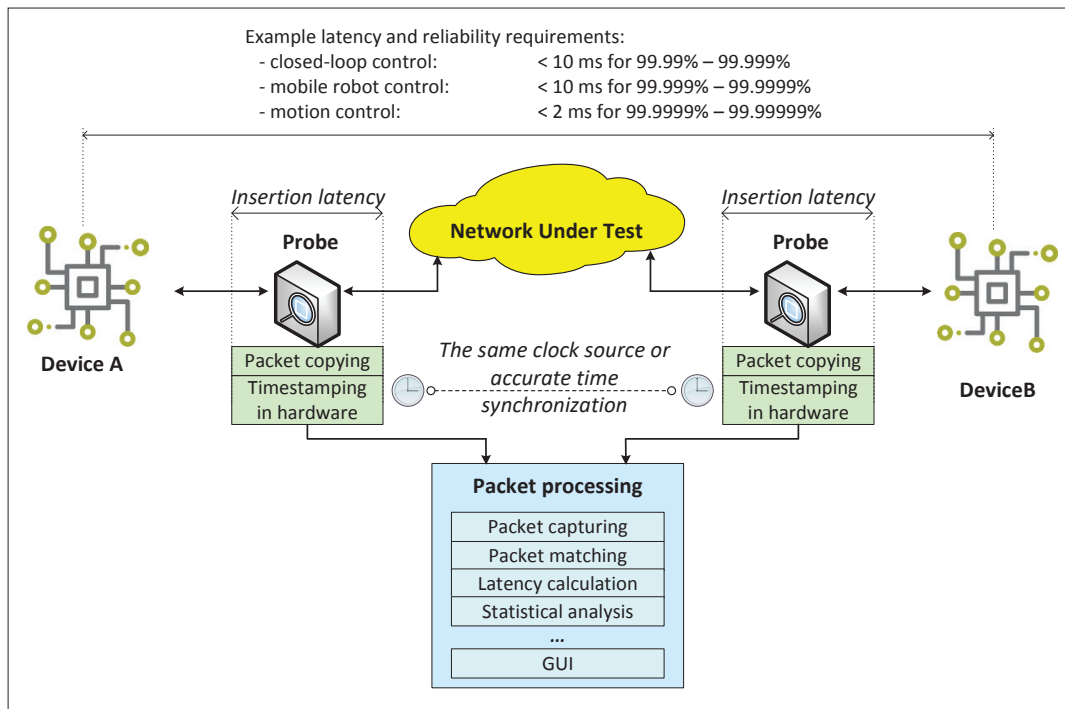 Example latency and reliability requirements:
- closed-loop control: < 10 ms for 99.99% – 99.999%
- mobile robot control: < 10 ms for 99.999% – 99.9999%
- motion control: < 2 ms for 99.9999% – 99.99999%
Insertion latency
Insertion latency
Probe
Network Under Test
Probe
Device A
DeviceB
Packet copying
Timestamping
in hardware
The same clock source or
accurate time
synchronization
Packet copying
Timestamping
in hardware
Packet processing
Packet capturing
Packet matching
Latency calculation
Statistical analysis
...
GUI